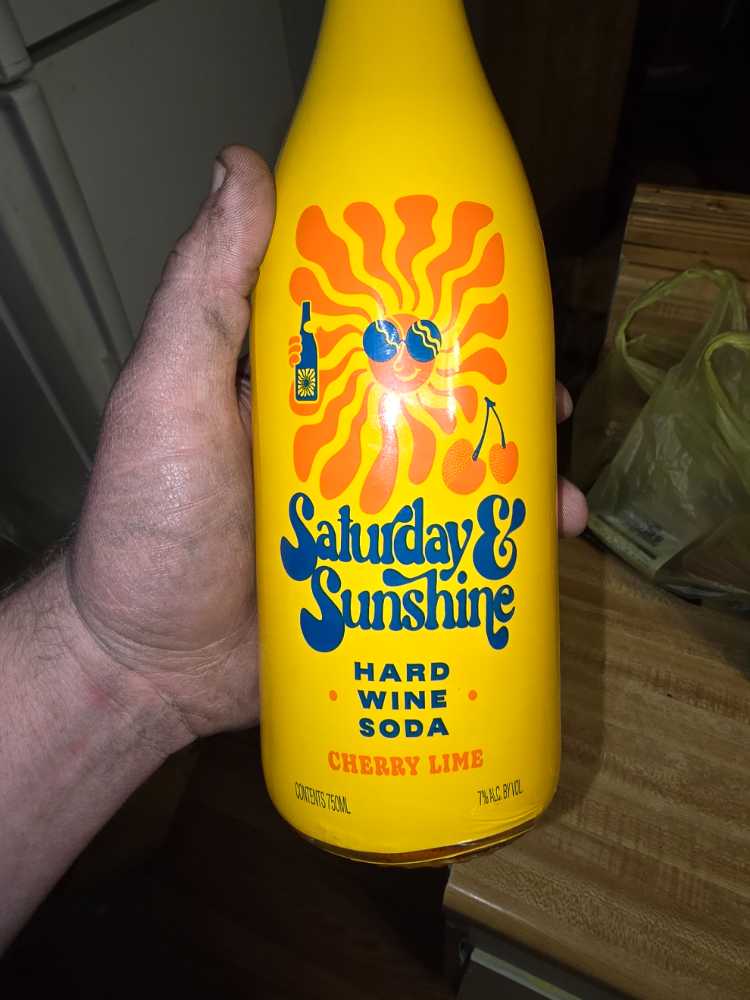 Saturday &
Sunshine
HARD
• WINE •
SODA
CHERRY LIME
CONTENTS 750ML
7% ALC. BY VOL.